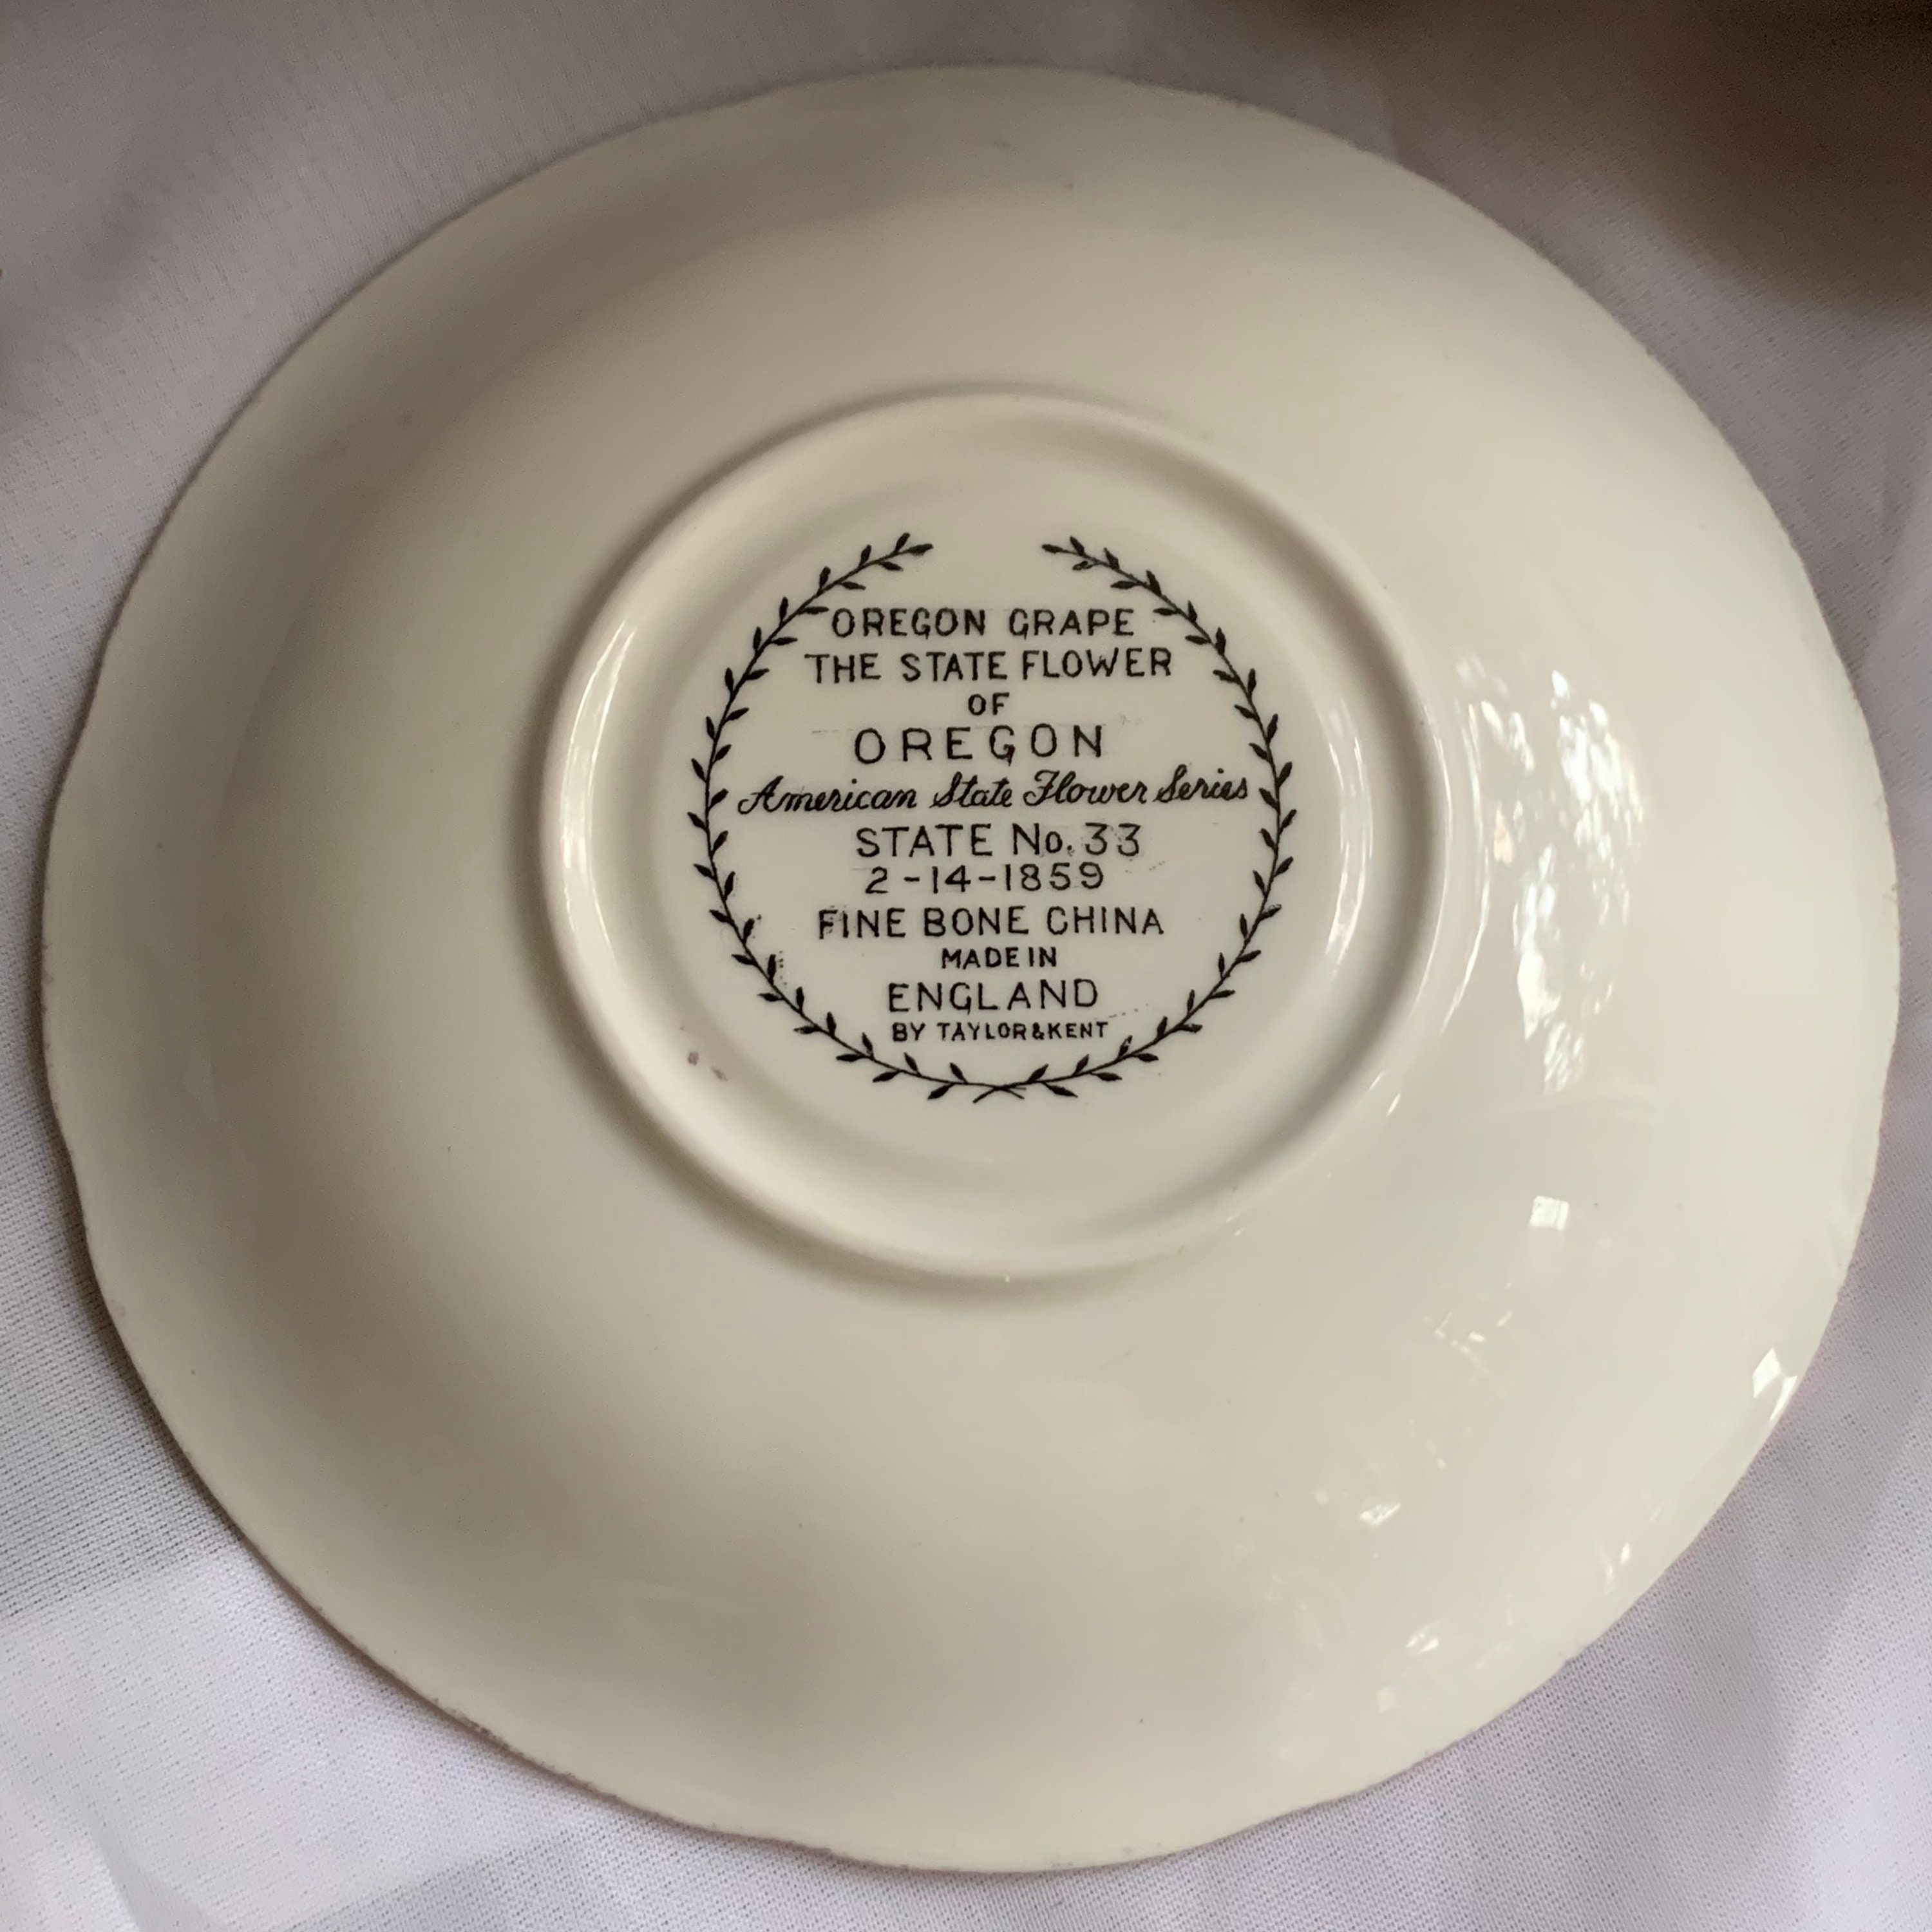 OREGON GRAPE
THE STATE FLOWER
OF
OREGON
American State Flower Series
STATE No. 33
2-14-1859
FINE BONE CHINA
MADE IN
ENGLAND
BY TAYLOR & KENT